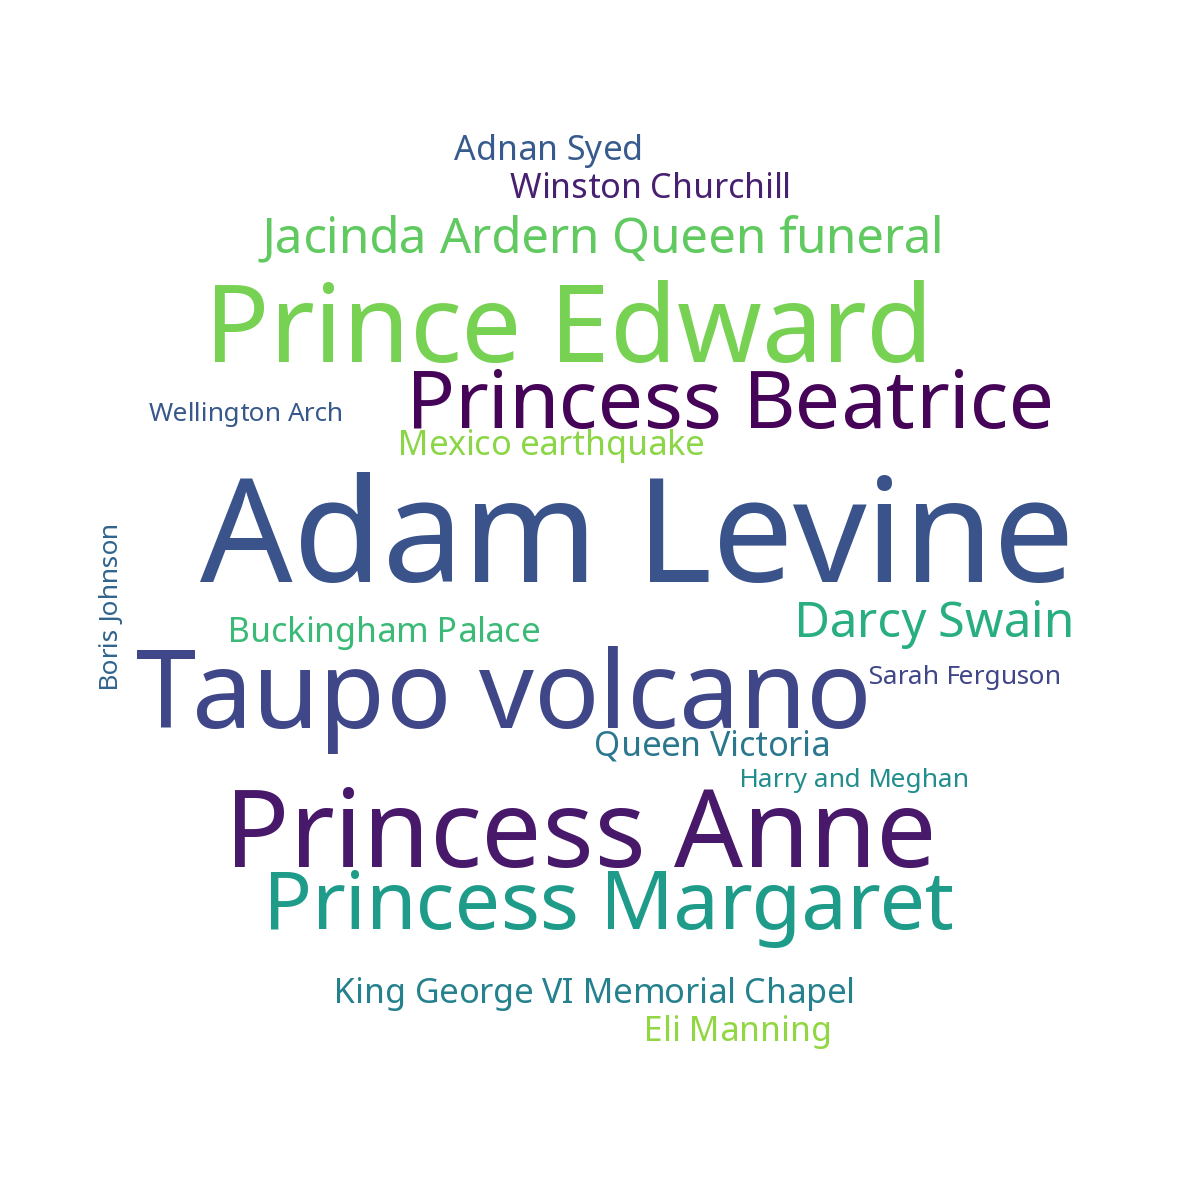 Adnan Syed
Winston Churchill
Jacinda Ardern Queen funeral
Prince Edward
Princess Beatrice
Wellington Arch
Mexico earthquake
Adam Levine
Boris Johnson
Darcy Swain
Buckingham Palace
Taupo volcano
Sarah Ferguson
Queen Victoria
Harry and Meghan
Princess Anne
Princess Margaret
King George VI Memorial Chapel
Eli Manning